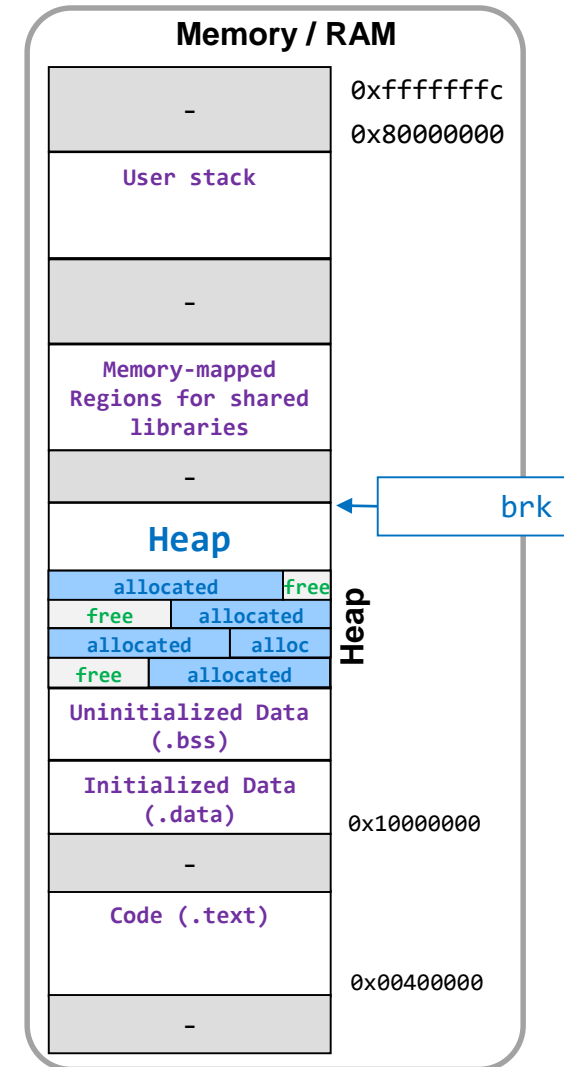 Memory / RAM
-
0xfffffffc
0x80000000
User stack
-
Memory-mapped
Regions for shared
libraries
-
brk
Heap
allocated free
free allocated
allocated alloc
free allocated
Heap
Uninitialized Data
(.bss)
Initialized Data
(.data)
0x10000000
-
Code (.text)
0x00400000
-